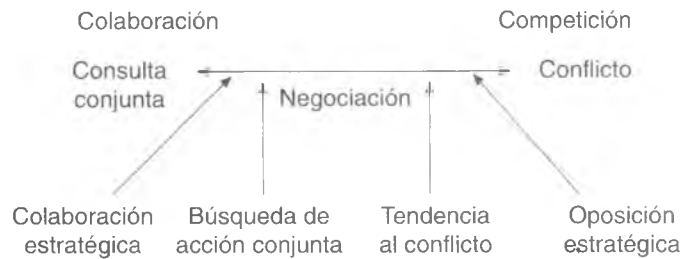 Colaboración Competición
Consulta conjunta
Negociación
Conflicto
Colaboración estratégica
Búsqueda de acción conjunta
Tendencia al conflicto
Oposición estratégica